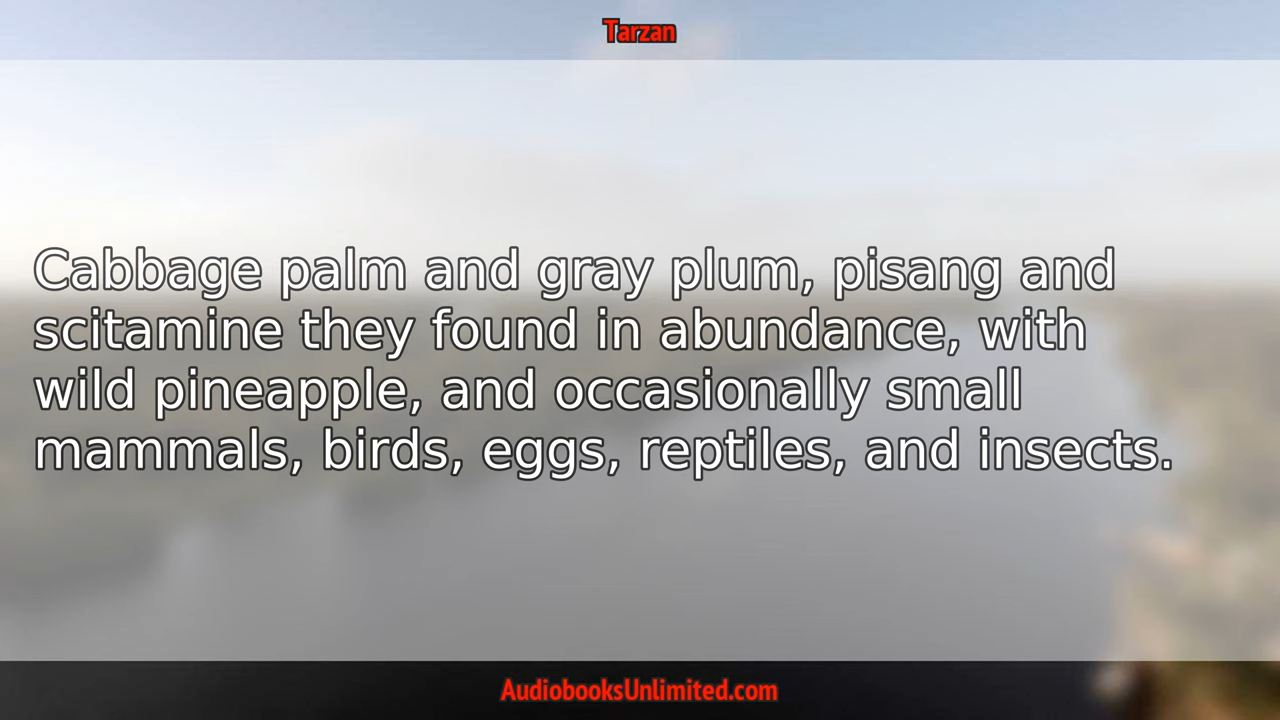 Tarzan
Cabbage palm and gray plum, pisang and
scitamine they found in abundance, with
wild pineapple, and occasionally small
mammals, birds, eggs, reptiles, and insects.
AudiobooksUnlimited.com